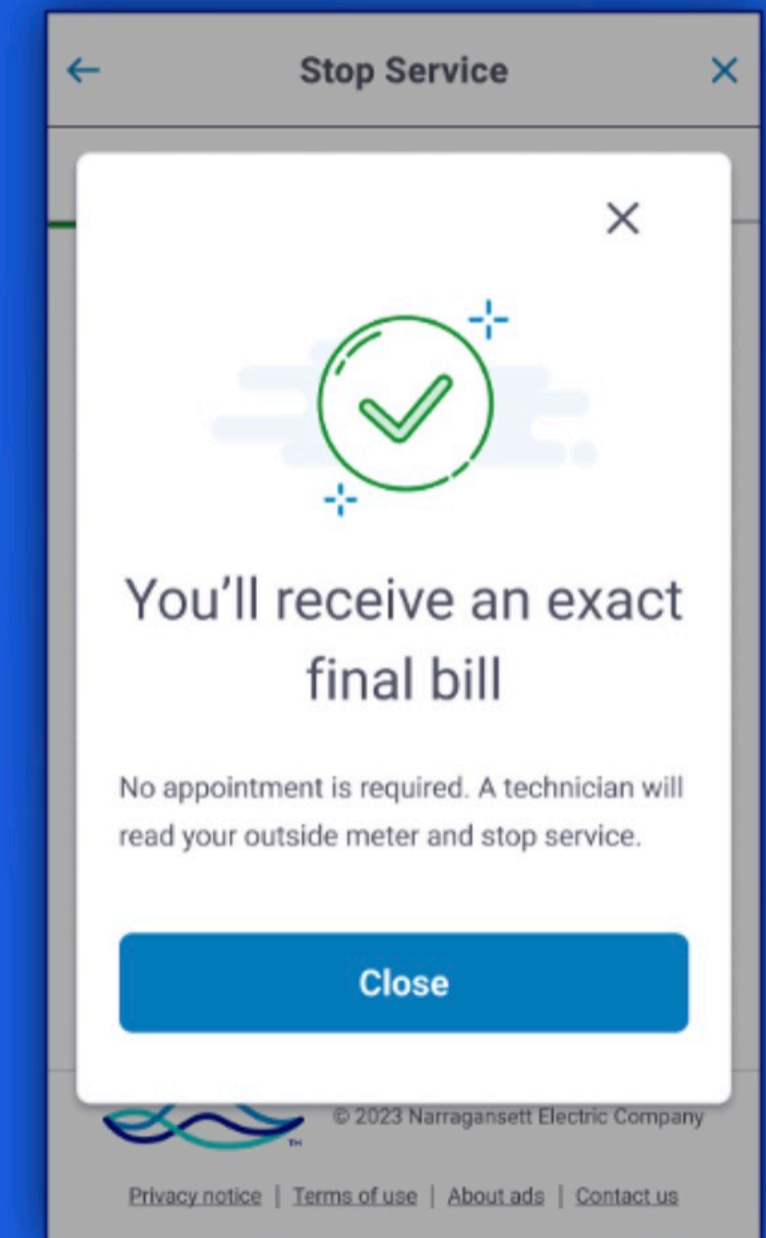 Stop Service
You’ll receive an exact
final bill
No appointment is required. A technician will
read your outside meter and stop service.
Close
© 2023 Narragansett Electric Company
TM
Privacy notice | Terms of use | About ads | Contact us